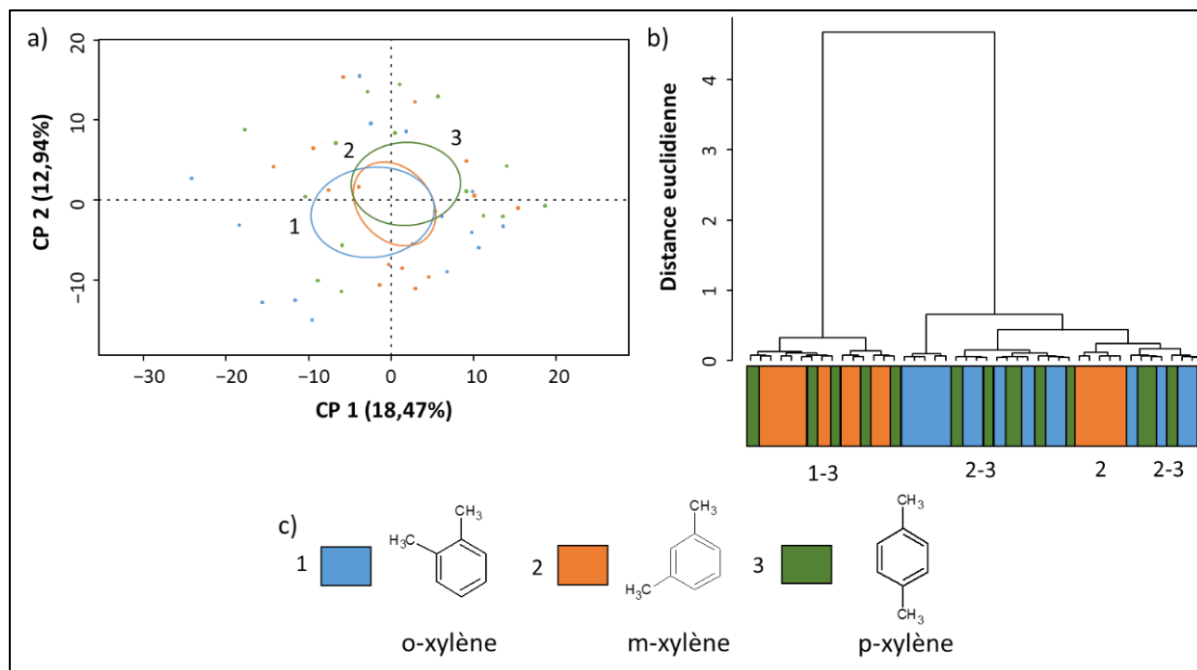 a)
20
10
0
−10
CP 2 (12,94%)
−30
−20
−10
0
10
20
CP 1 (18,47%)
1
2
3
b)
Distance euclidienne
4
3
2
1
0
1-3
2-3
2
2-3
c)
1
CH₃
H₃C
o-xylène
2
CH₃
H₃C
m-xylène
3
CH₃
CH₃
p-xylène